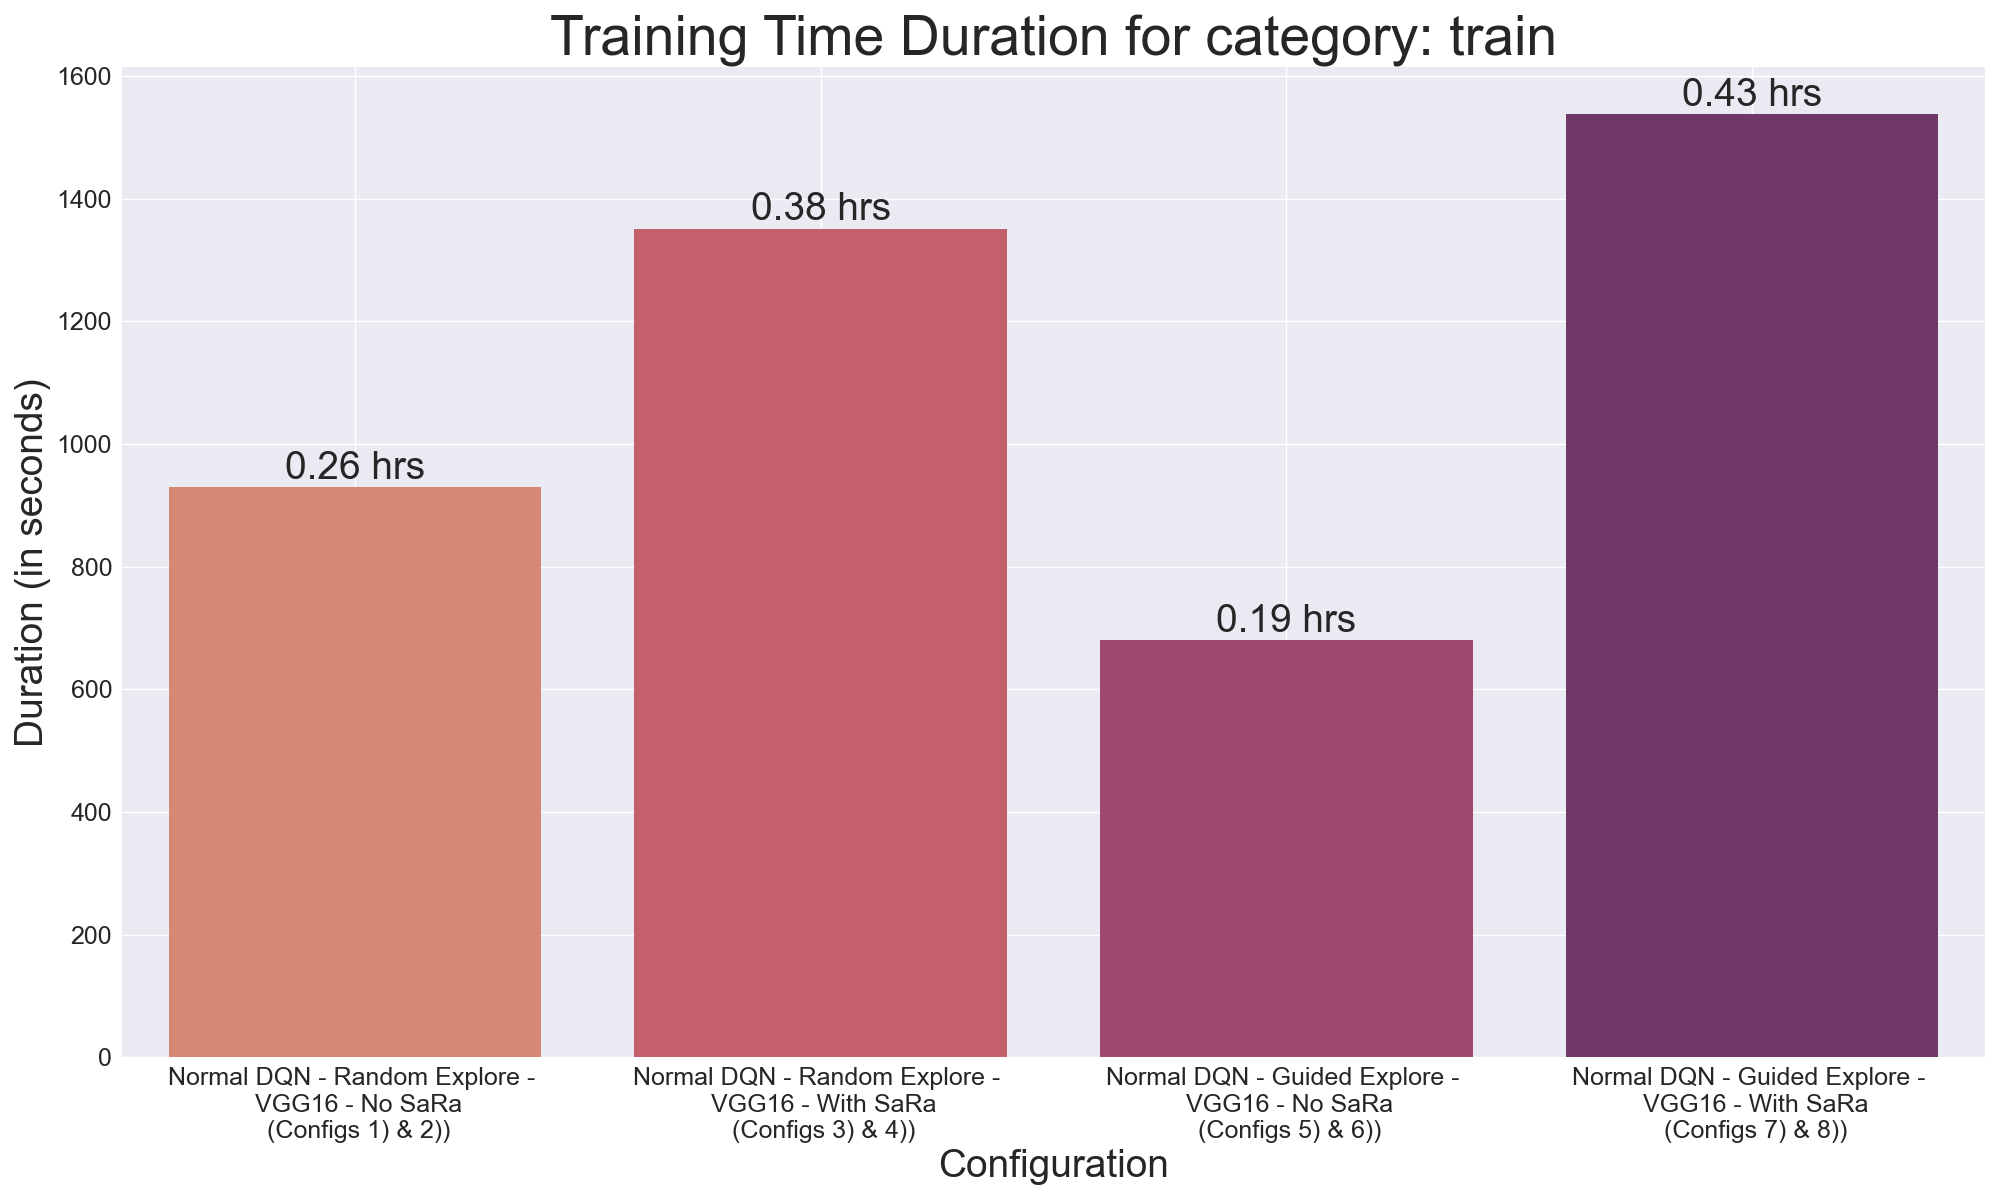 Training Time Duration for category: train
1600
1400
1200
1000
800
600
400
200
0
Duration (in seconds)
0.26 hrs
0.38 hrs
0.19 hrs
0.43 hrs
Normal DQN - Random Explore -
VGG16 - No SaRa
(Configs 1) & 2))
Normal DQN - Random Explore -
VGG16 - With SaRa
(Configs 3) & 4))
Normal DQN - Guided Explore -
VGG16 - No SaRa
(Configs 5) & 6))
Normal DQN - Guided Explore -
VGG16 - With SaRa
(Configs 7) & 8))
Configuration